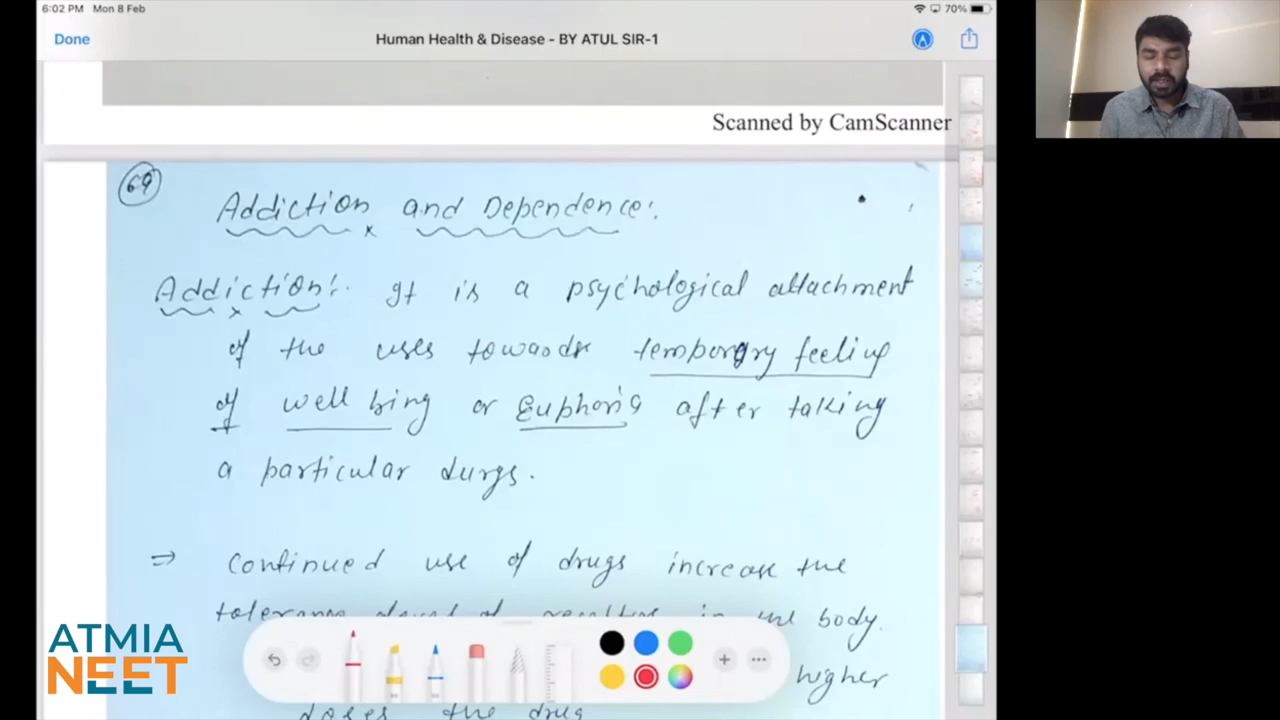 6:02 PM Mon 8 Feb
70%
Done
Human Health & Disease - BY ATUL SIR-1
Scanned by CamScanner
69
Addiction and Dependence:
Addiction: It is a psychological attachment
of the uses towards temporary feeling
of well bing or Euphoria after taking
a particular durgs.
⇒ Continued use of drugs increase the
tolerance in the body.
higher
doses the drug
ATMIA
NEET